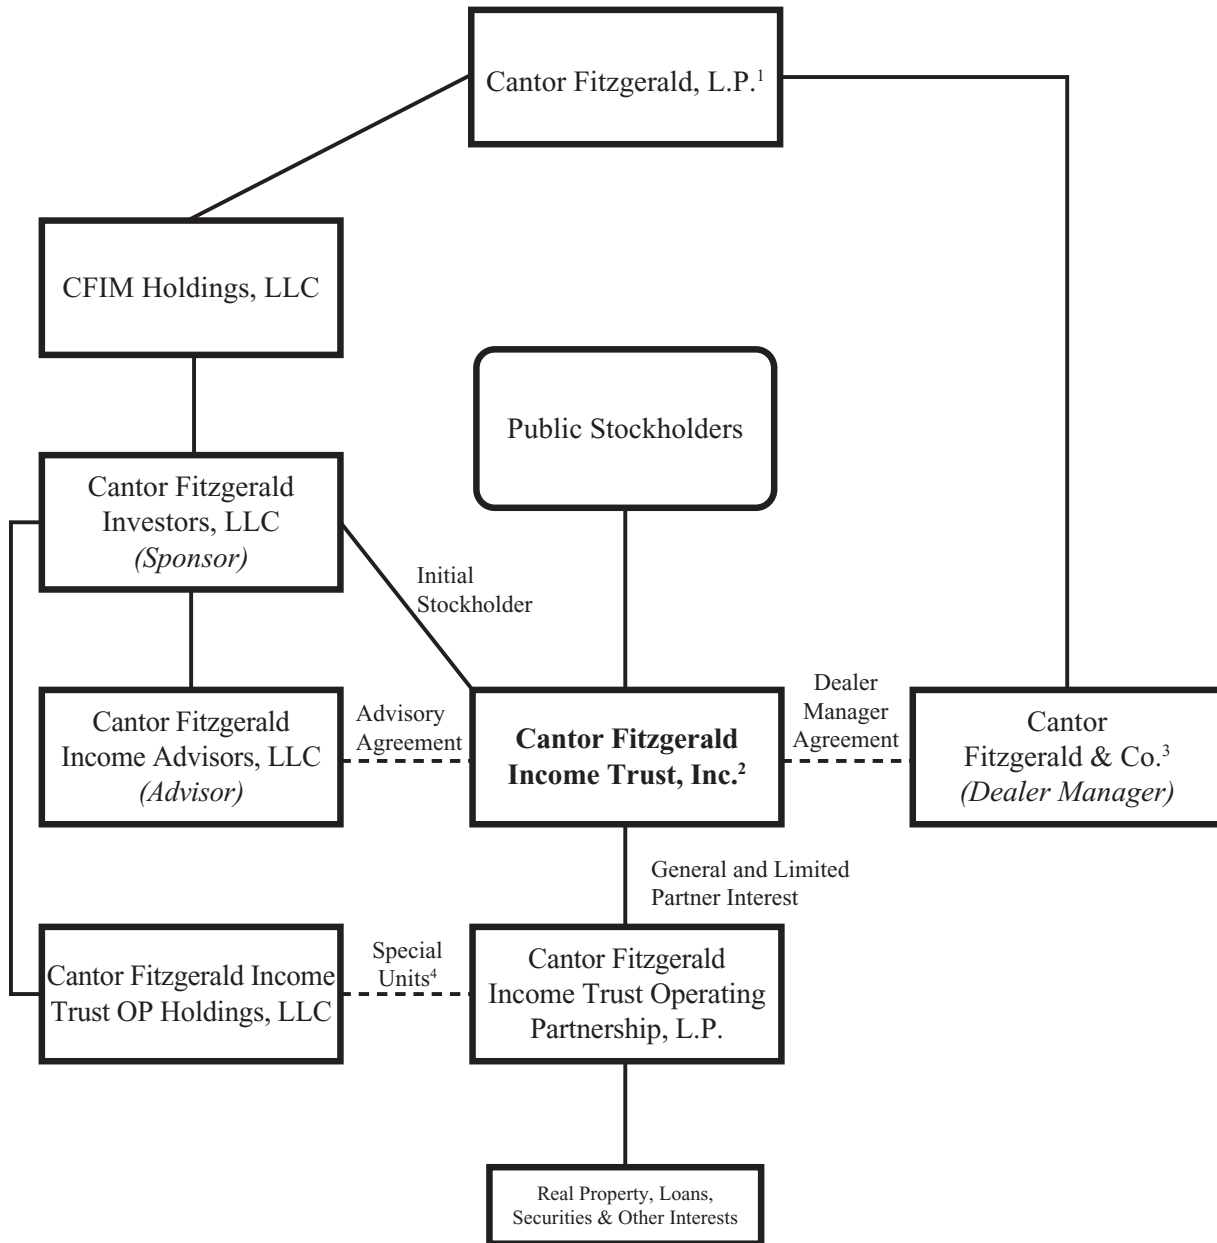 Cantor Fitzgerald, L.P.¹
CFIM Holdings, LLC
Public Stockholders
Cantor Fitzgerald
Investors, LLC
(Sponsor)
Initial
Stockholder
Cantor Fitzgerald
Income Advisors, LLC
(Advisor)
Advisory
Agreement
Cantor Fitzgerald
Income Trust, Inc.²
Dealer
Manager
Agreement
Cantor
Fitzgerald & Co.³
(Dealer Manager)
General and Limited
Partner Interest
Cantor Fitzgerald Income
Trust OP Holdings, LLC
Special
Units⁴
Cantor Fitzgerald
Income Trust Operating
Partnership, L.P.
Real Property, Loans,
Securities & Other Interests